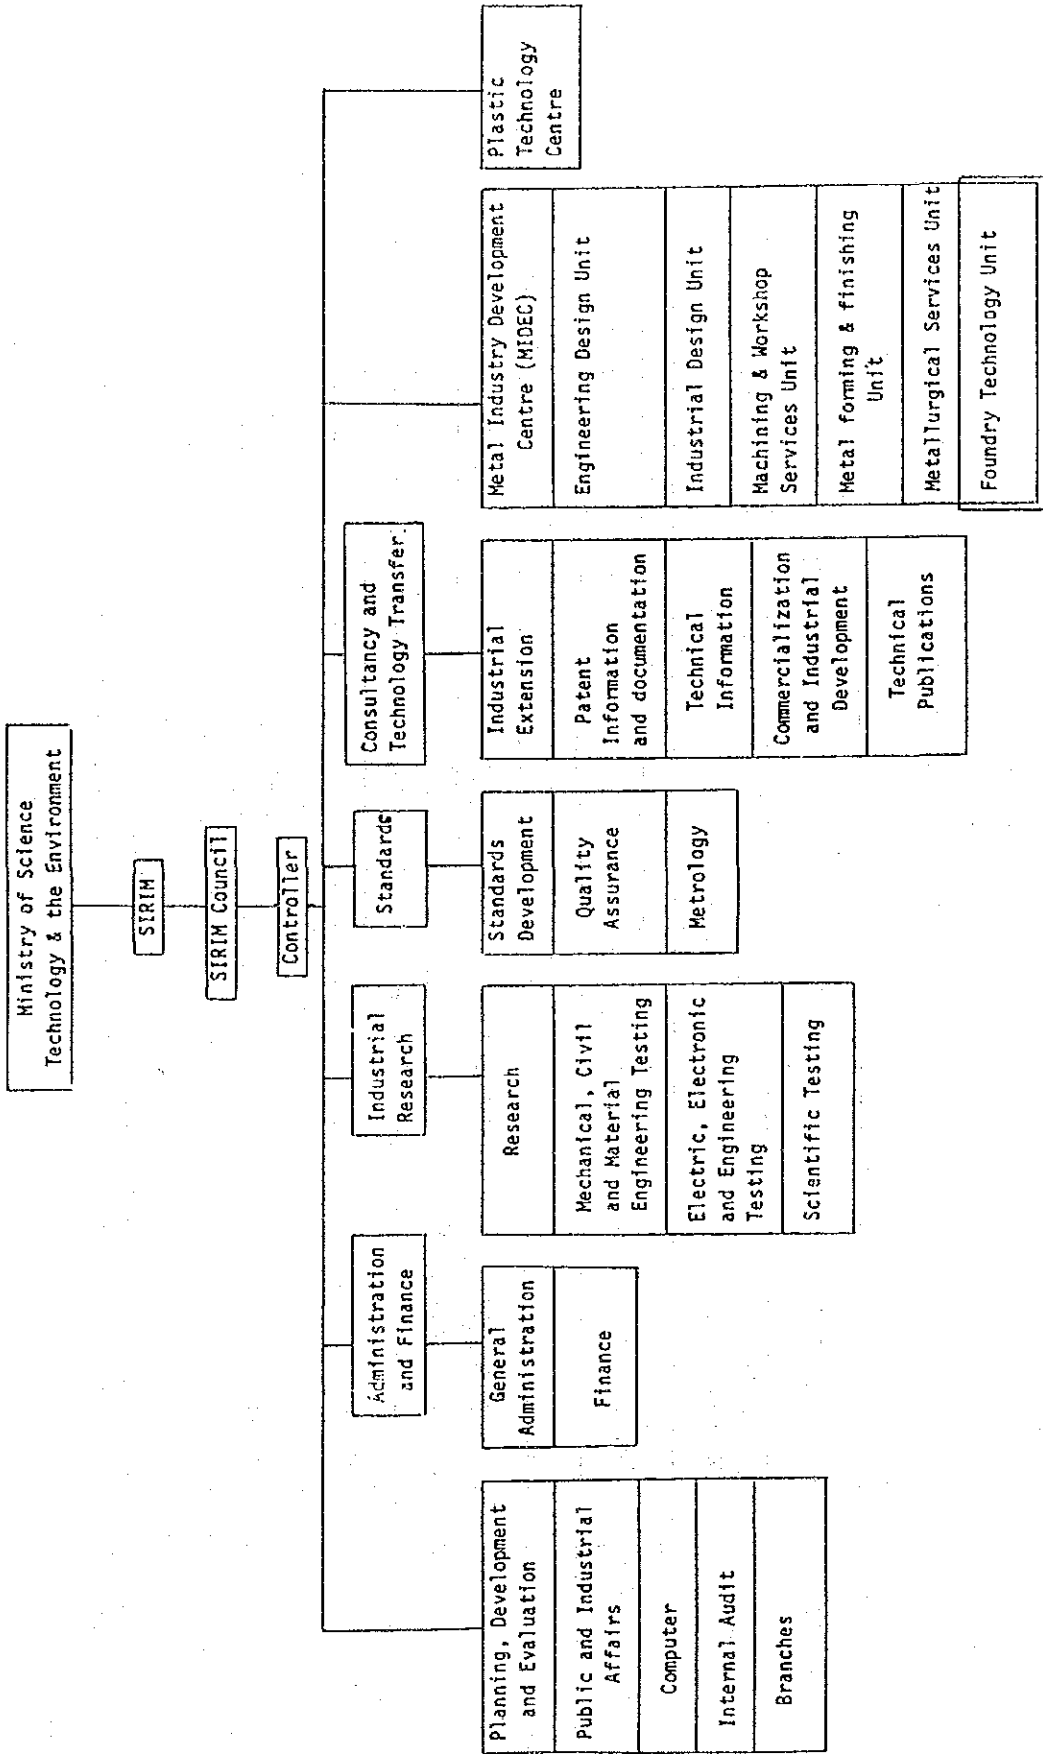 Ministry of Science
Technology & the Environment
SIRIM
SIRIM Council
Controller
Planning, Development
and Evaluation
Public and Industrial
Affairs
Computer
Internal Audit
Branches
Administration
and Finance
General
Administration
Finance
Industrial
Research
Research
Mechanical, Civil
and Material
Engineering Testing
Electric, Electronic
and Engineering
Testing
Scientific Testing
Standards
Standards
Development
Quality
Assurance
Metrology
Consultancy and
Technology Transfer
Industrial
Extension
Patent
Information
and documentation
Technical
Information
Commercialization
and Industrial
Development
Technical
Publications
Metal Industry Development
Centre (MIDEC)
Engineering Design Unit
Industrial Design Unit
Machining & Workshop
Services Unit
Metal forming & finishing
Unit
Metallurgical Services Unit
Foundry Technology Unit
Plastic
Technology
Centre